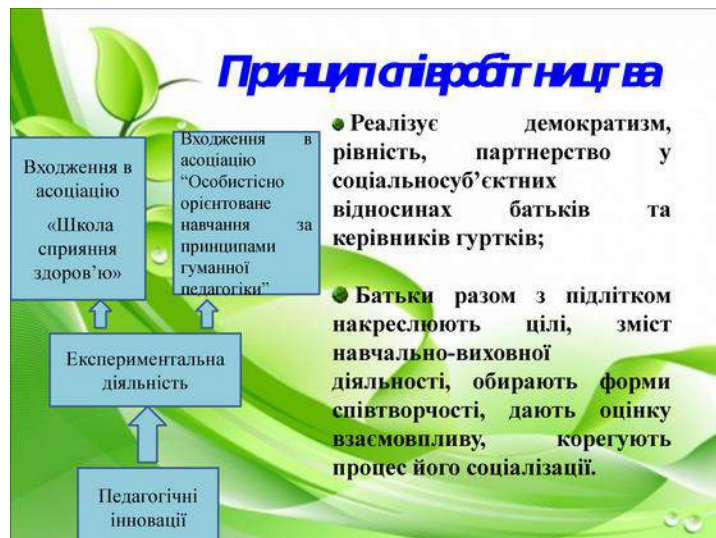 Принцип співробітництва
Входження в
асоціацію
«Школа
сприяння
здоров’ю»
Входження в
асоціацію
“Особистісно
орієнтоване
навчання за
принципами
гуманної
педагогіки”
Експериментальна
діяльність
Педагогічні
інновації
Реалізує демократизм,
рівність, партнерство у
соціальносуб’єктних
відносинах батьків та
керівників гуртків;
Батьки разом з підлітком
накреслюють цілі, зміст
навчально-виховної
діяльності, обирають форми
співтворчості, дають оцінку
взаємовпливу, корегують
процес його соціалізації.